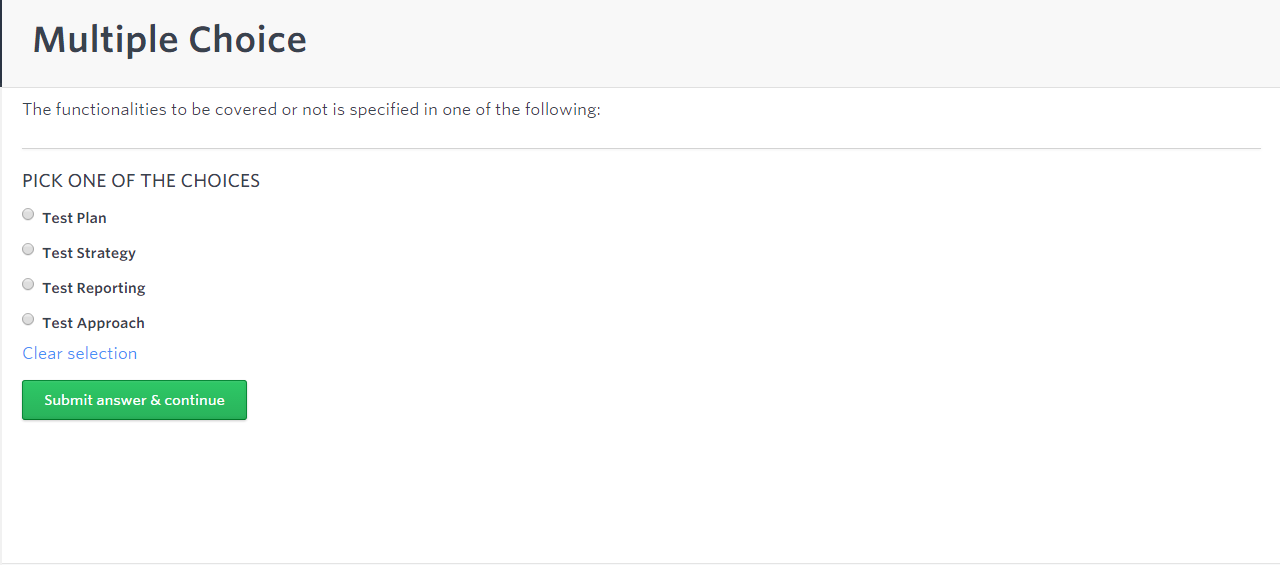 Multiple Choice
The functionalities to be covered or not is specified in one of the following:
PICK ONE OF THE CHOICES
Test Plan
Test Strategy
Test Reporting
Test Approach
Clear selection
Submit answer & continue